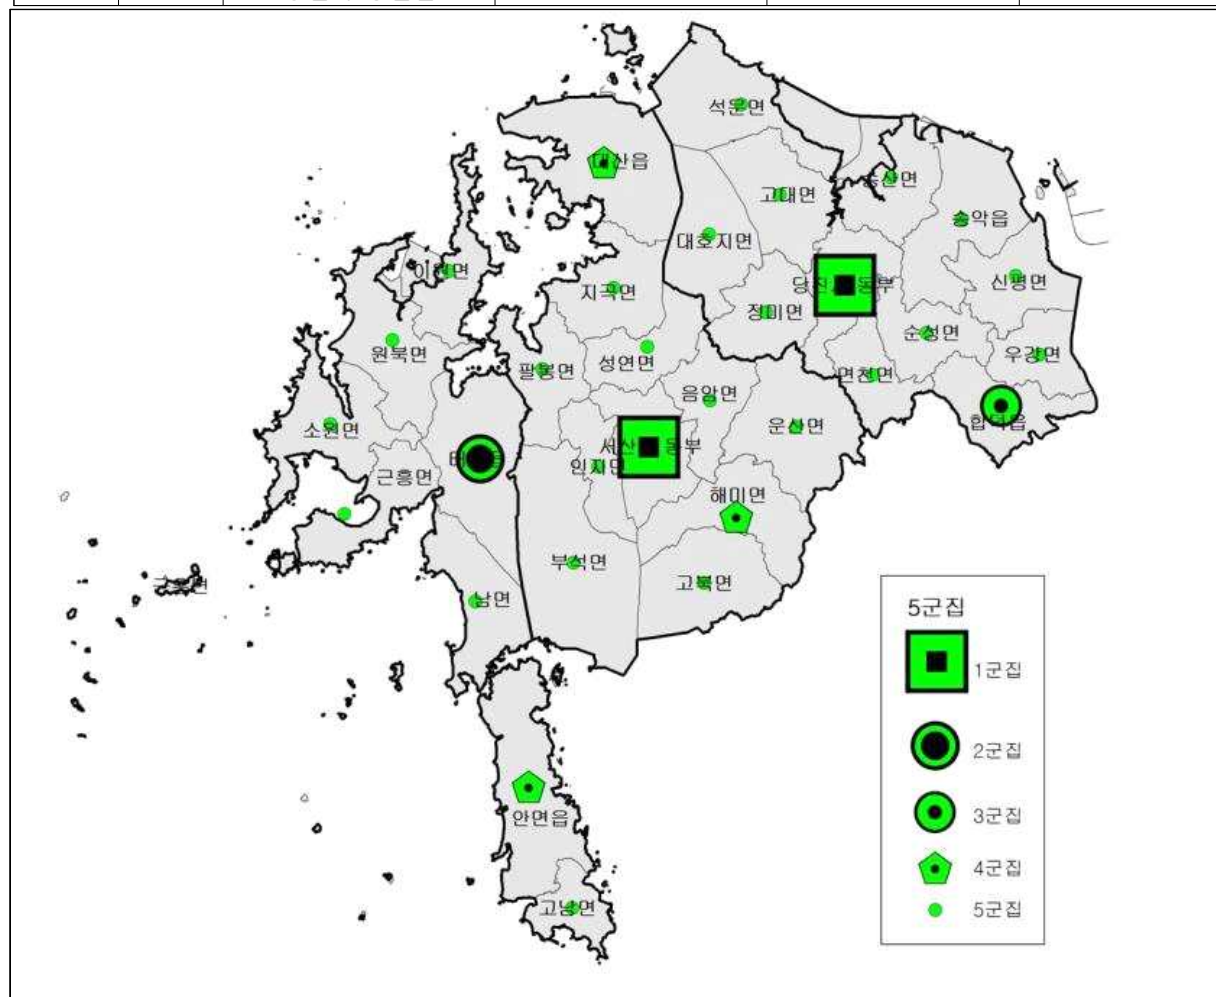 석문면
대산읍
고대면
송산면
송악읍
대호지면
이원면
신평면
지곡면
당진시동부
정미면
순성면
원북면
우강면
성연면
팔봉면
면천면
음암면
합덕읍
소원면
운산면
서산시동부
인지면
근흥면
해미면
부석면
고북면
남면
안면읍
고남면
5군집
1군집
2군집
3군집
4군집
5군집